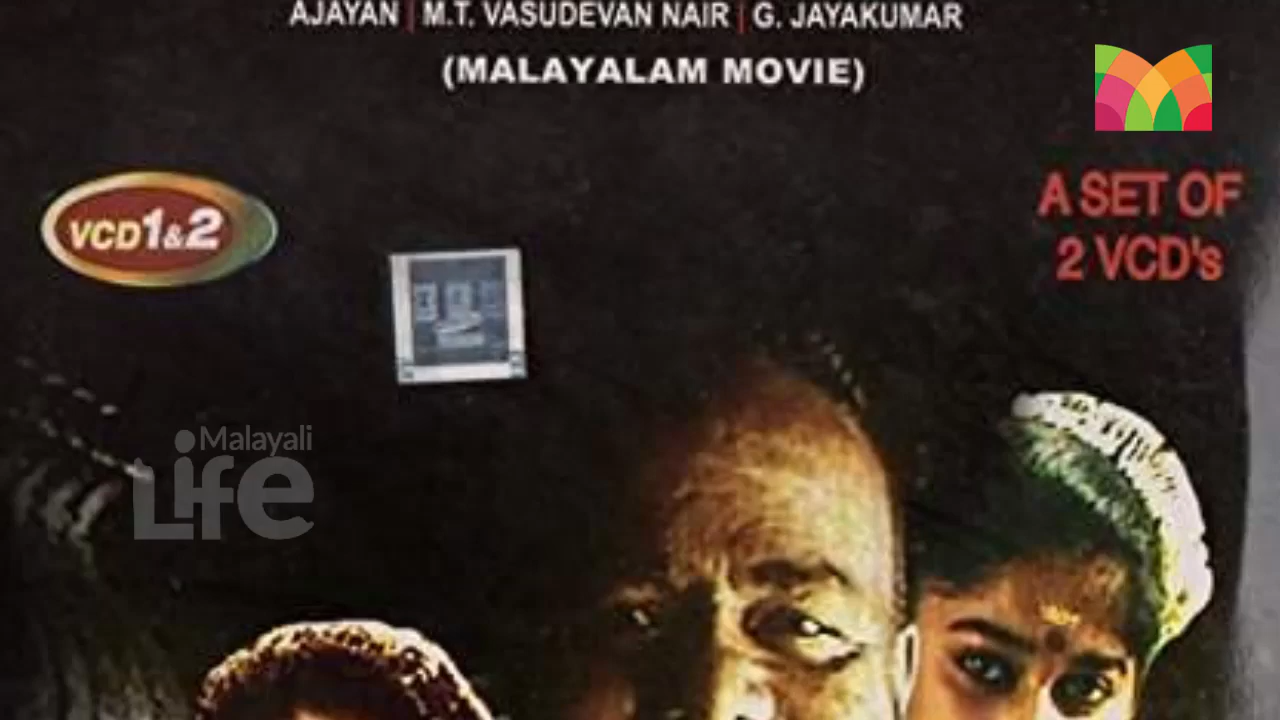 AJAYAN | M.T. VASUDEVAN NAIR | G. JAYAKUMAR
(MALAYALAM MOVIE)
VCD1&2
A SET OF
2 VCD's
Malayali
Life